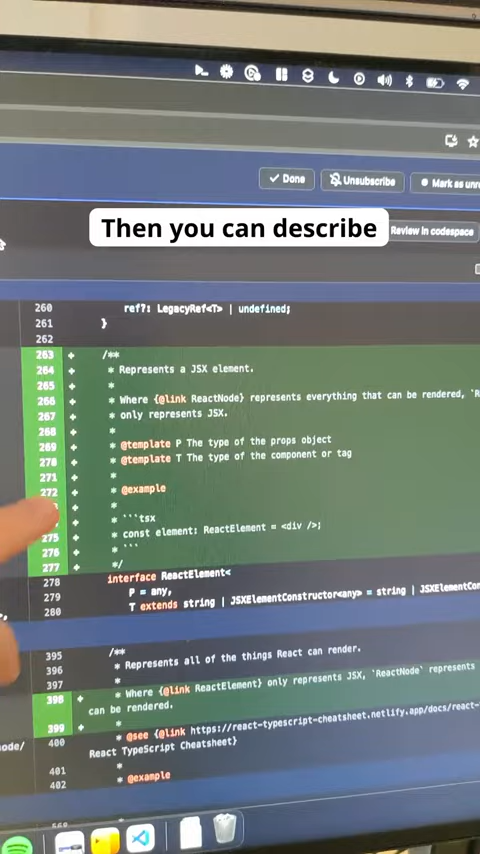 Done
Unsubscribe
Mark as
Then you can describe
Review in codespace
260 ref?: LegacyRef<T> | undefined;
261 }
262
263 + /**
264 + * Represents a JSX element.
265 + *
266 + * Where {@link ReactNode} represents everything that can be rendered,
267 + * only represents JSX.
268 + *
269 + * @template P The type of the props object
270 + * @template T The type of the component or tag
271 + *
272 + * @example
+ *
+ * ```tsx
275 + * const element: ReactElement = <div />;
276 + * ```
277 + */
278 interface ReactElement<
279 P = any,
280 T extends string | JSXElementConstructor<any> = string |
395 /**
396 * Represents all of the things React can render.
397 *
398 + * Where {@link ReactElement} only represents JSX, `ReactNode` represents
can be rendered.
399 + *
400 * @see {@link https://react-typescript-cheatsheet.netlify.app/docs/react-
React TypeScript Cheatsheet}
401 *
402 * @example
node/